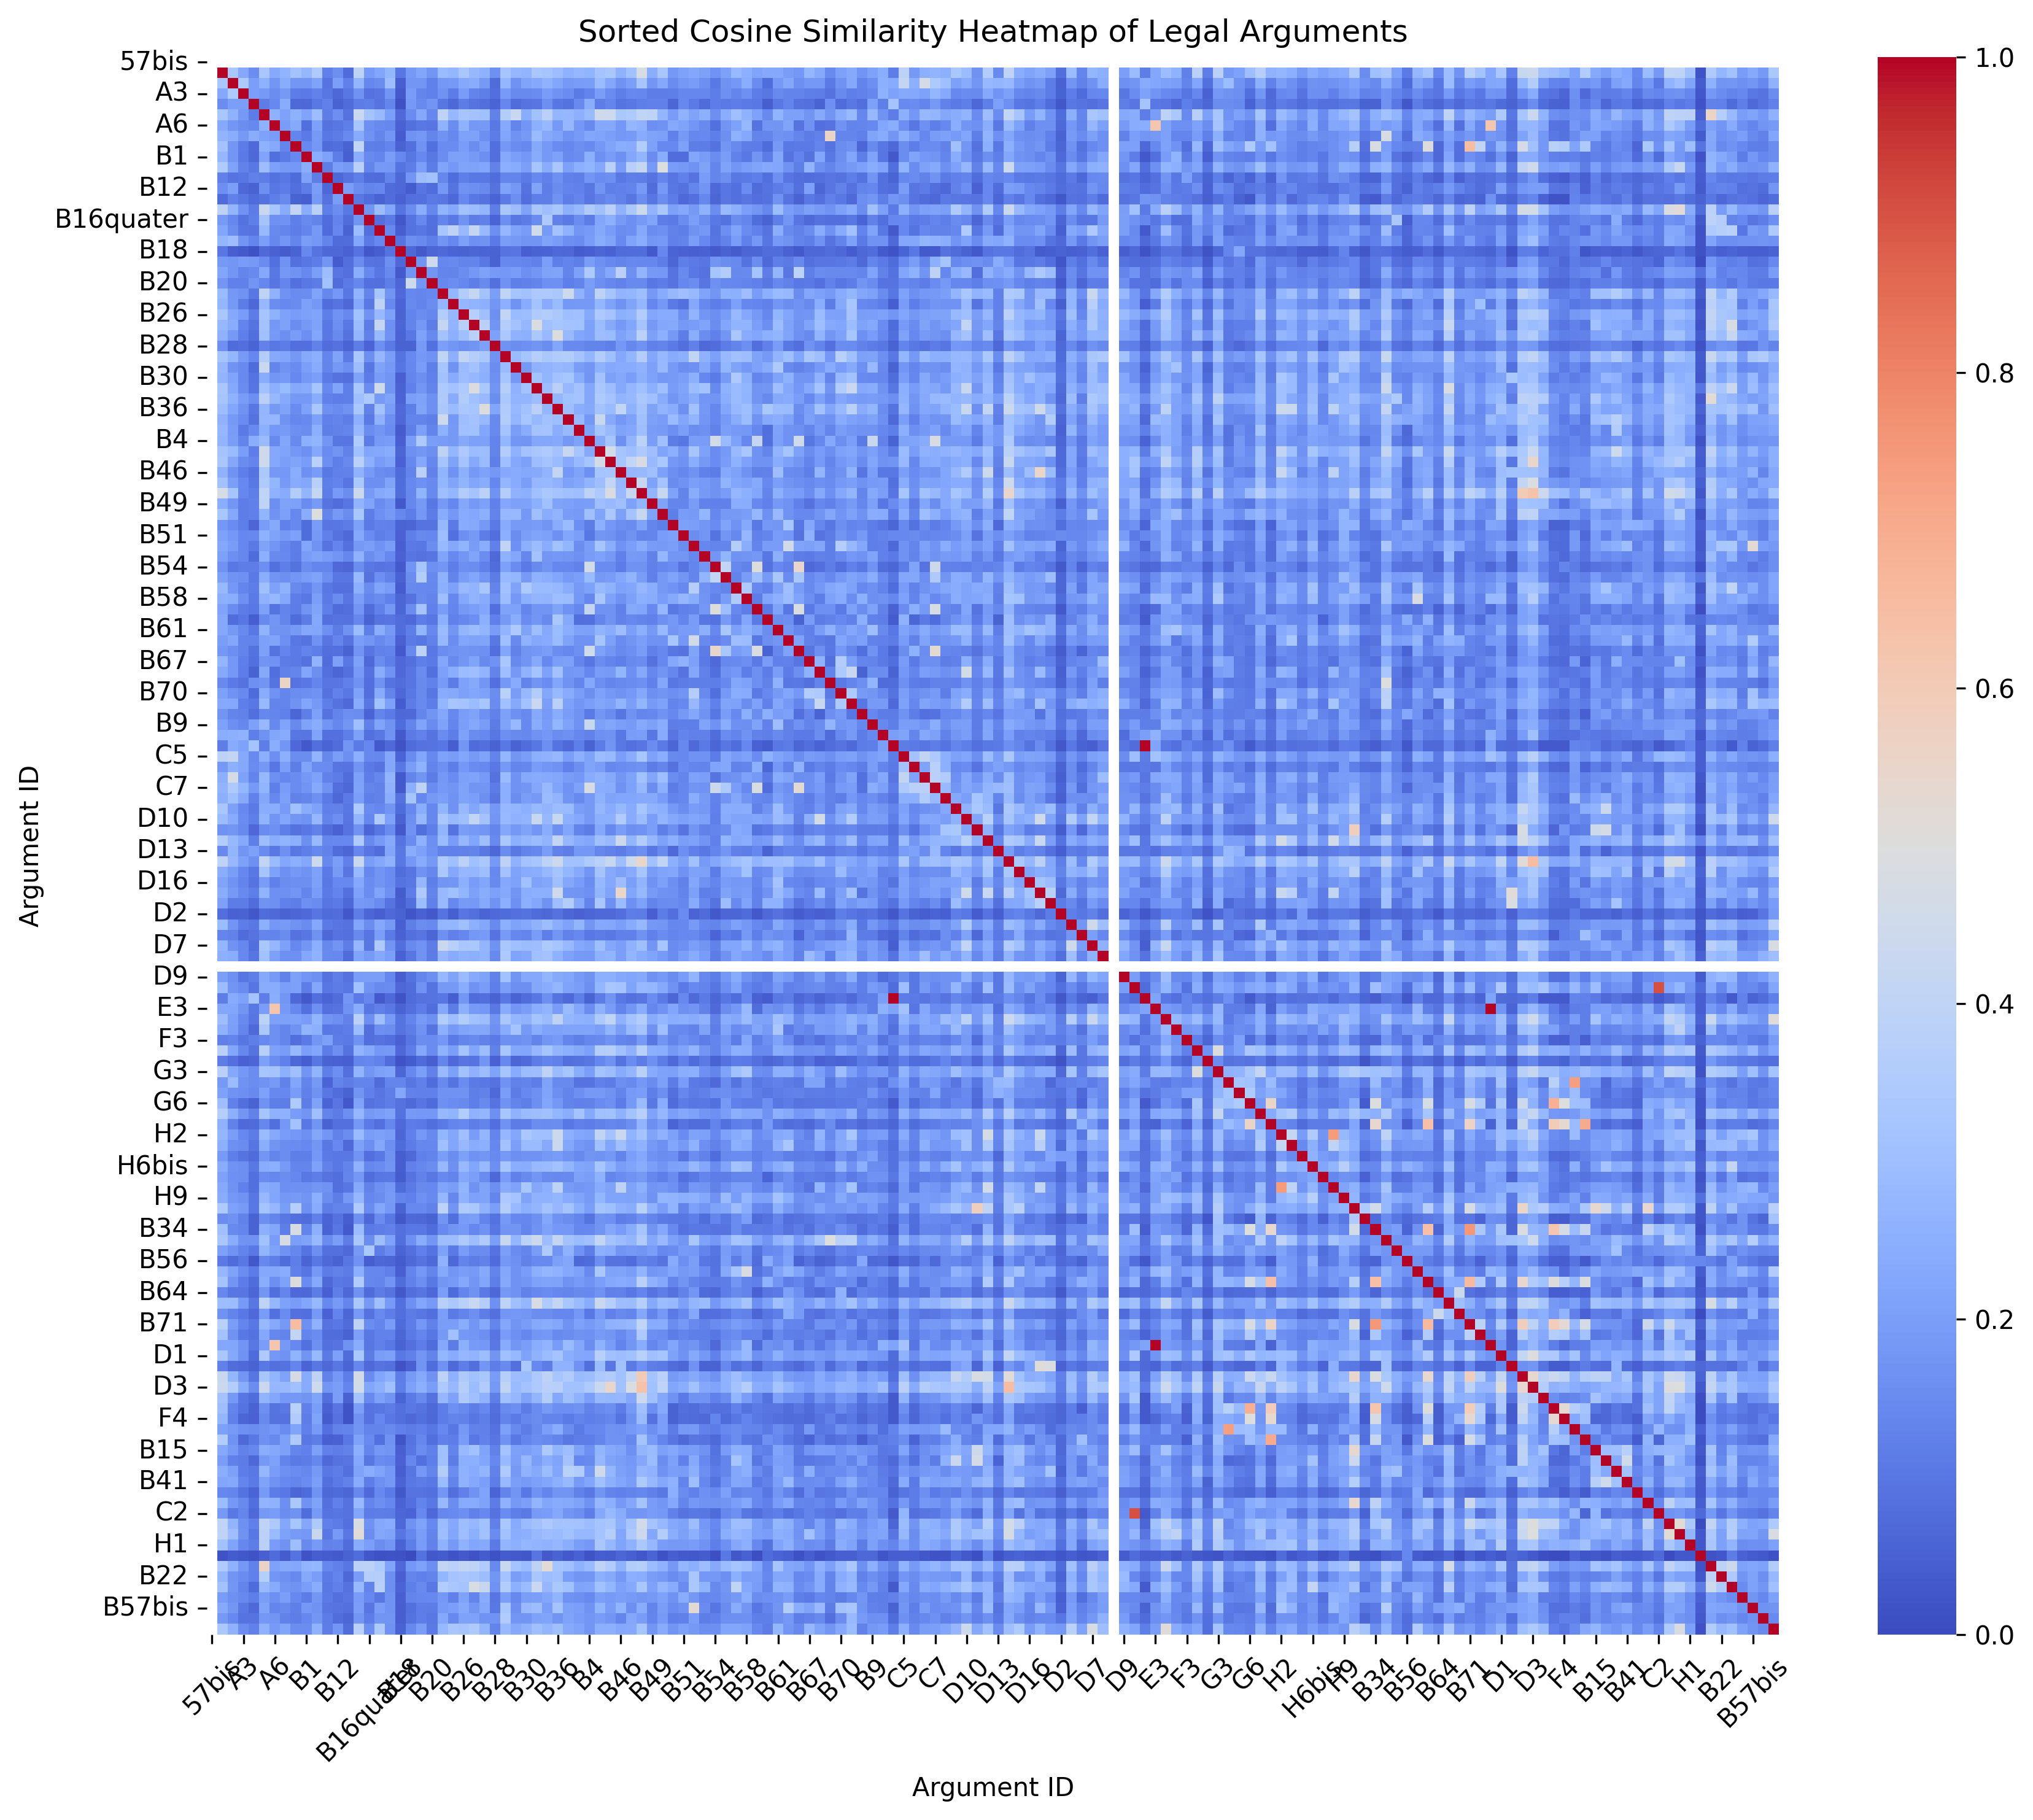 Sorted Cosine Similarity Heatmap of Legal Arguments
57bis
A3
A6
B1
B12
B16quater
B18
B20
B26
B28
B30
B36
B4
B46
B49
B51
B54
B58
B61
B67
B70
B9
C5
C7
D10
D13
D16
D2
D7
D9
E3
F3
G3
G6
H2
H6bis
H9
B34
B56
B64
B71
D1
D3
F4
B15
B41
C2
H1
B22
B57bis
Argument ID
57bis
A3
A6
B1
B12
B16quater
B18
B20
B26
B28
B30
B36
B4
B46
B49
B51
B54
B58
B61
B67
B70
B9
C5
C7
D10
D13
D16
D2
D7
D9
E3
F3
G3
G6
H2
H6bis
H9
B34
B56
B64
B71
D1
D3
F4
B15
B41
C2
H1
B22
B57bis
Argument ID
1.0
0.8
0.6
0.4
0.2
0.0